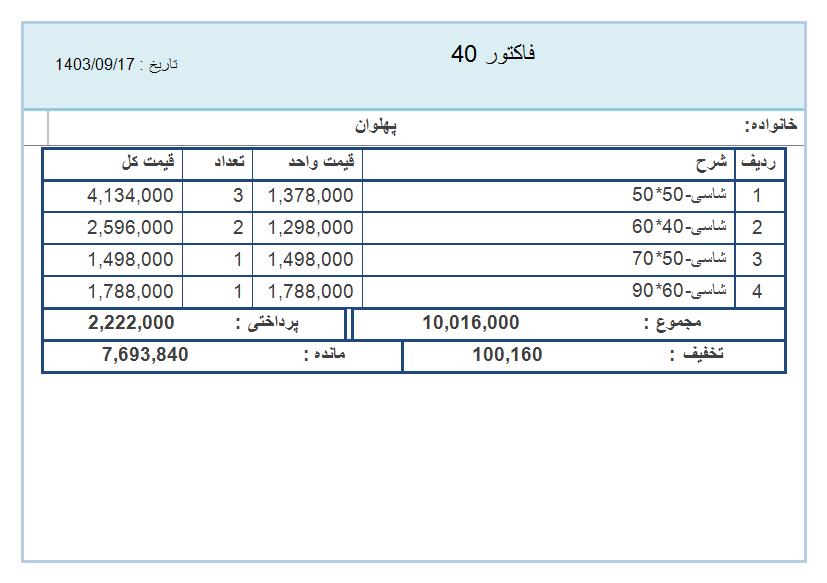 فاکتور 40
تاریخ : 1403/09/17
خانواده: پهلوان
ردیف شرح قیمت واحد تعداد قیمت کل
1 شاسی-50*50 1,378,000 3 4,134,000
2 شاسی-40*60 1,298,000 2 2,596,000
3 شاسی-50*70 1,498,000 1 1,498,000
4 شاسی-60*90 1,788,000 1 1,788,000
مجموع : 10,016,000 پرداختی : 2,222,000
تخفیف : 100,160 مانده : 7,693,840